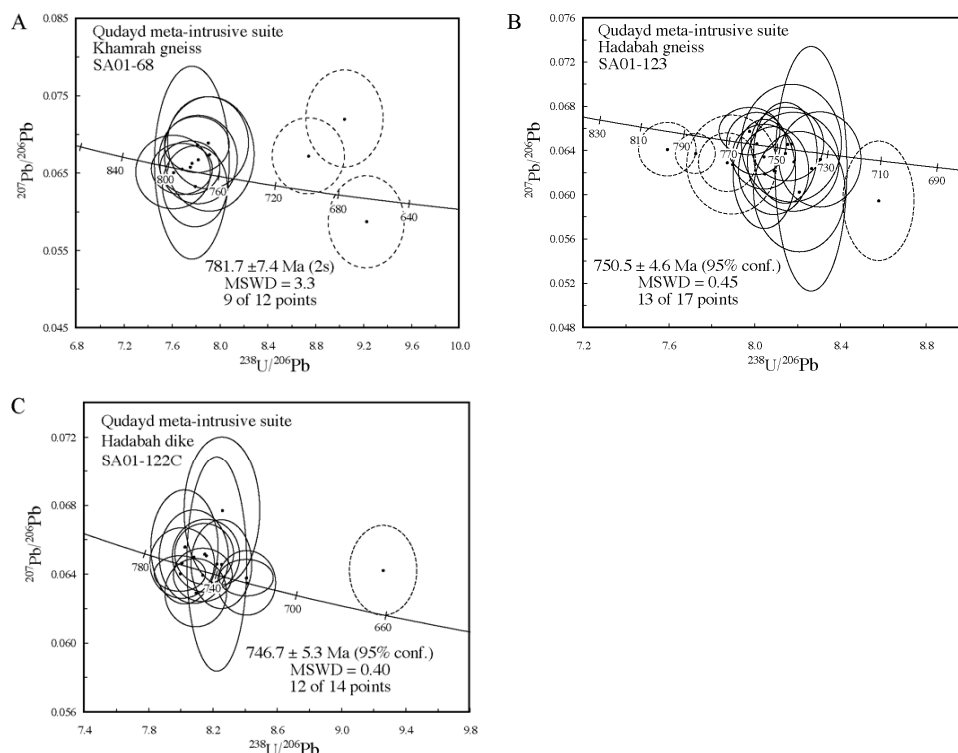 A
Qudayd meta-intrusive suite
Khamrah gneiss
SA01-68
0.085
0.075
0.065
0.055
0.045
207Pb/206Pb
840
800
760
720
680
640
781.7 ±7.4 Ma (2s)
MSWD = 3.3
9 of 12 points
6.8
7.2
7.6
8.0
8.4
8.8
9.2
9.6
10.0
238U/206Pb
B
Qudayd meta-intrusive suite
Hadabah gneiss
SA01-123
0.076
0.072
0.068
0.064
0.060
0.056
0.052
0.048
207Pb/206Pb
830
810
790
770
750
730
710
690
750.5 ± 4.6 Ma (95% conf.)
MSWD = 0.45
13 of 17 points
7.2
7.6
8.0
8.4
8.8
238U/206Pb
C
Qudayd meta-intrusive suite
Hadabah dike
SA01-122C
0.072
0.068
0.064
0.060
0.056
207Pb/206Pb
780
740
700
660
746.7 ± 5.3 Ma (95% conf.)
MSWD = 0.40
12 of 14 points
7.4
7.8
8.2
8.6
9.0
9.4
9.8
238U/206Pb